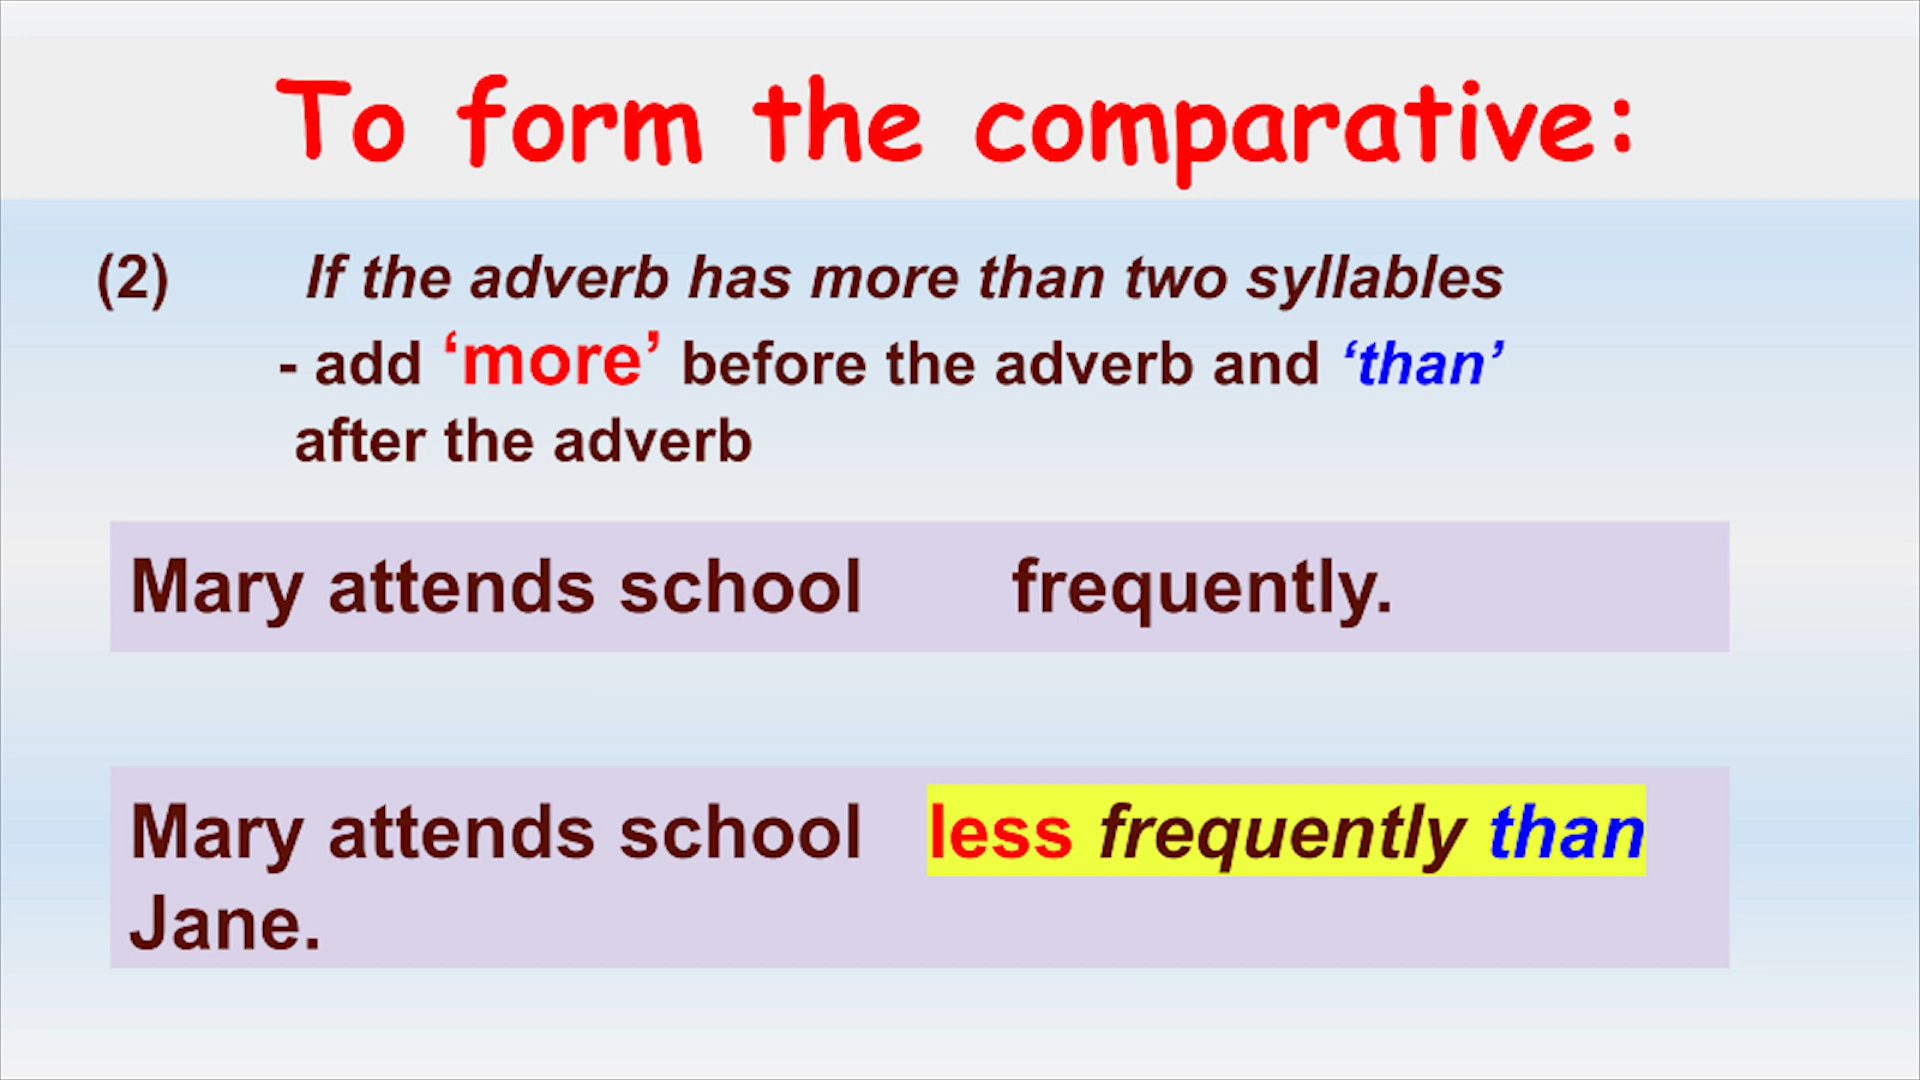 To form the comparative:
(2) If the adverb has more than two syllables
- add ‘more’ before the adverb and ‘than’
after the adverb
Mary attends school frequently.
Mary attends school less frequently than
Jane.